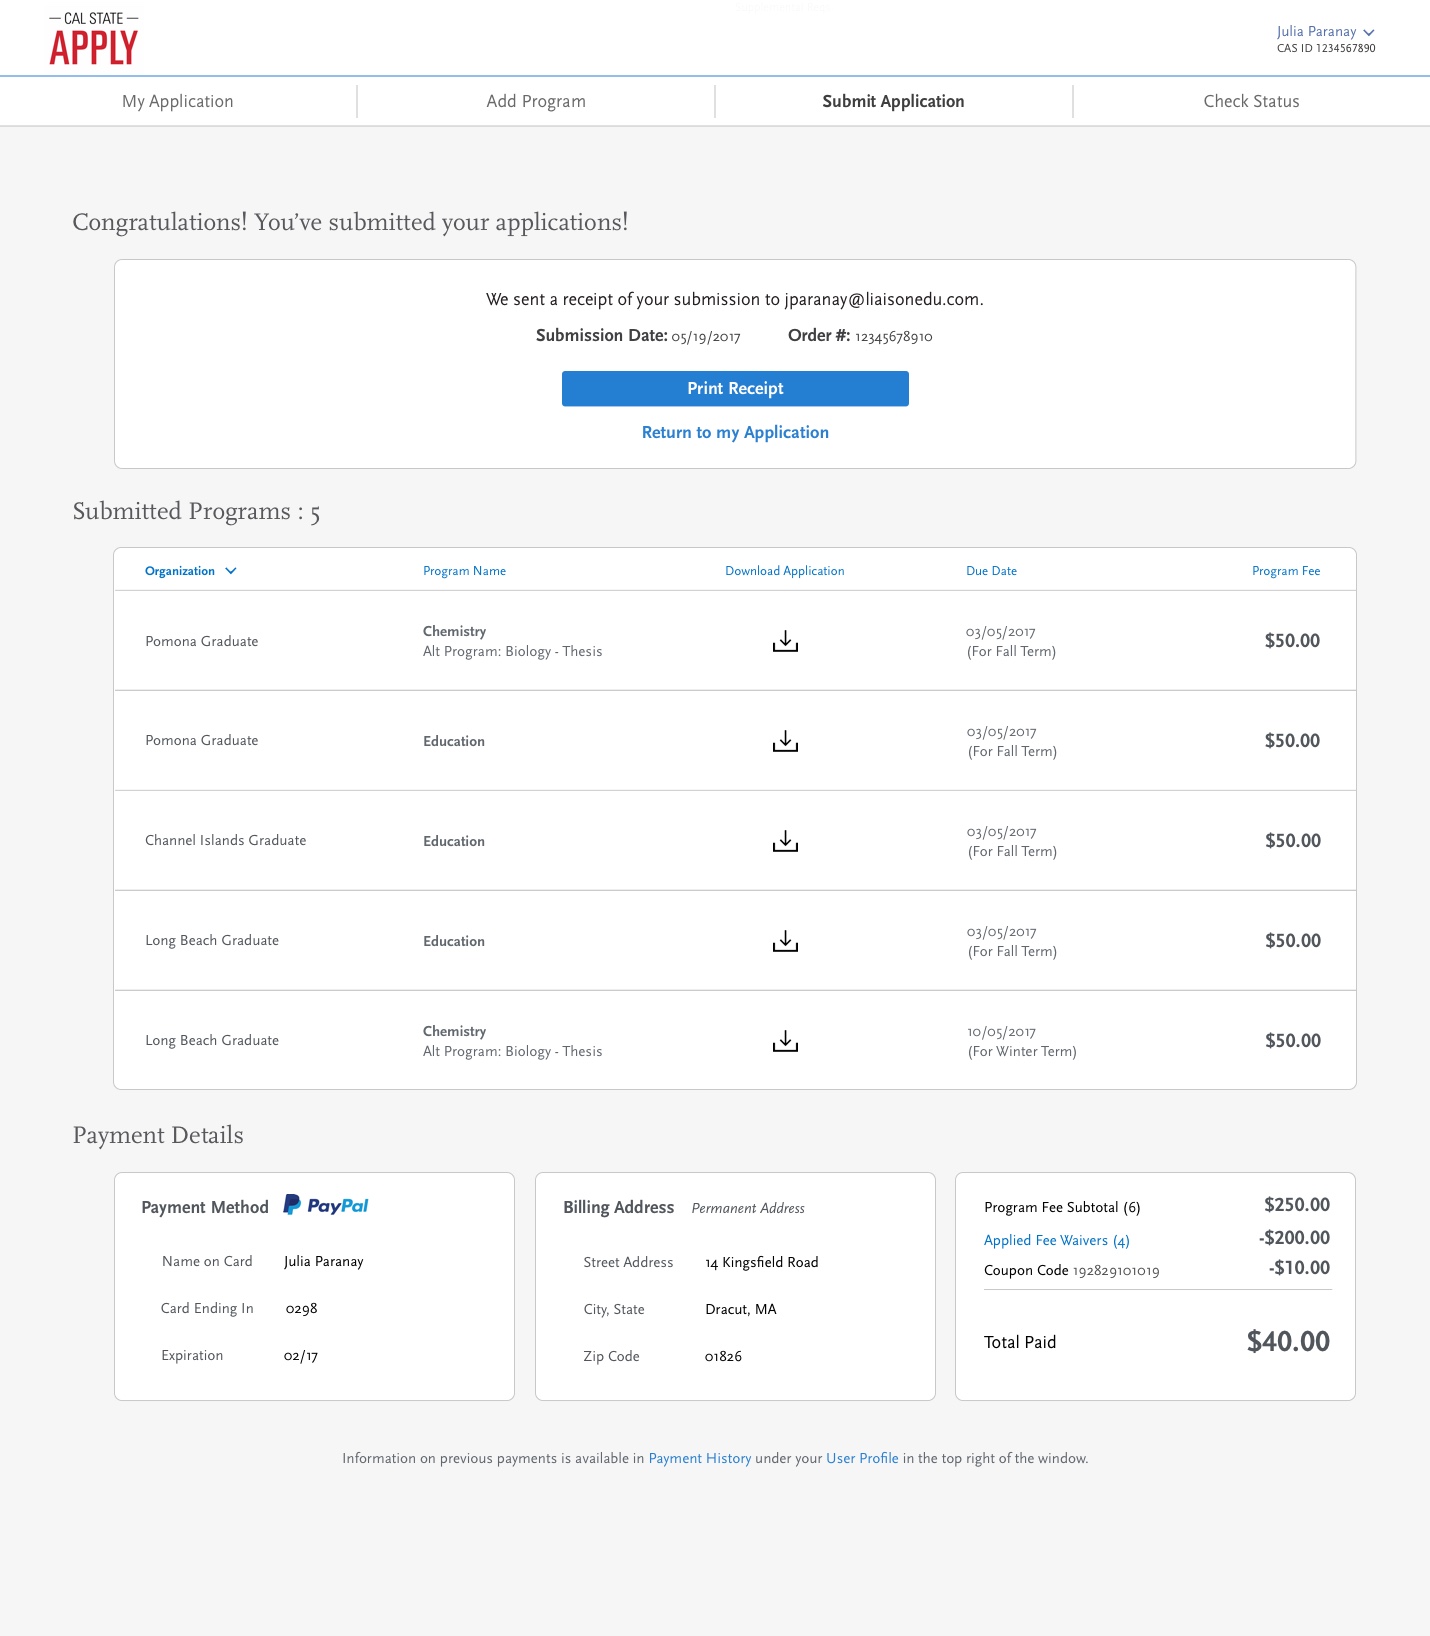 — CAL STATE —
APPLY
Julia Paranay
CAS ID 1234567890
My Application
Add Program
Submit Application
Check Status
Congratulations! You’ve submitted your applications!
We sent a receipt of your submission to jparanay@liaisonedu.com.
Submission Date: 05/19/2017 Order #: 12345678910
Print Receipt
Return to my Application
Submitted Programs : 5
Organization Program Name Download Application Due Date Program Fee
Pomona Graduate
Chemistry
Alt Program: Biology - Thesis
03/05/2017
(For Fall Term)
$50.00
Pomona Graduate
Education
03/05/2017
(For Fall Term)
$50.00
Channel Islands Graduate
Education
03/05/2017
(For Fall Term)
$50.00
Long Beach Graduate
Education
03/05/2017
(For Fall Term)
$50.00
Long Beach Graduate
Chemistry
Alt Program: Biology - Thesis
10/05/2017
(For Winter Term)
$50.00
Payment Details
Payment Method PayPal
Name on Card Julia Paranay
Card Ending In 0298
Expiration 02/17
Billing Address Permanent Address
Street Address 14 Kingsfield Road
City, State Dracut, MA
Zip Code 01826
Program Fee Subtotal (6) $250.00
Applied Fee Waivers (4) -$200.00
Coupon Code 192829101019 -$10.00
Total Paid $40.00
Information on previous payments is available in Payment History under your User Profile in the top right of the window.